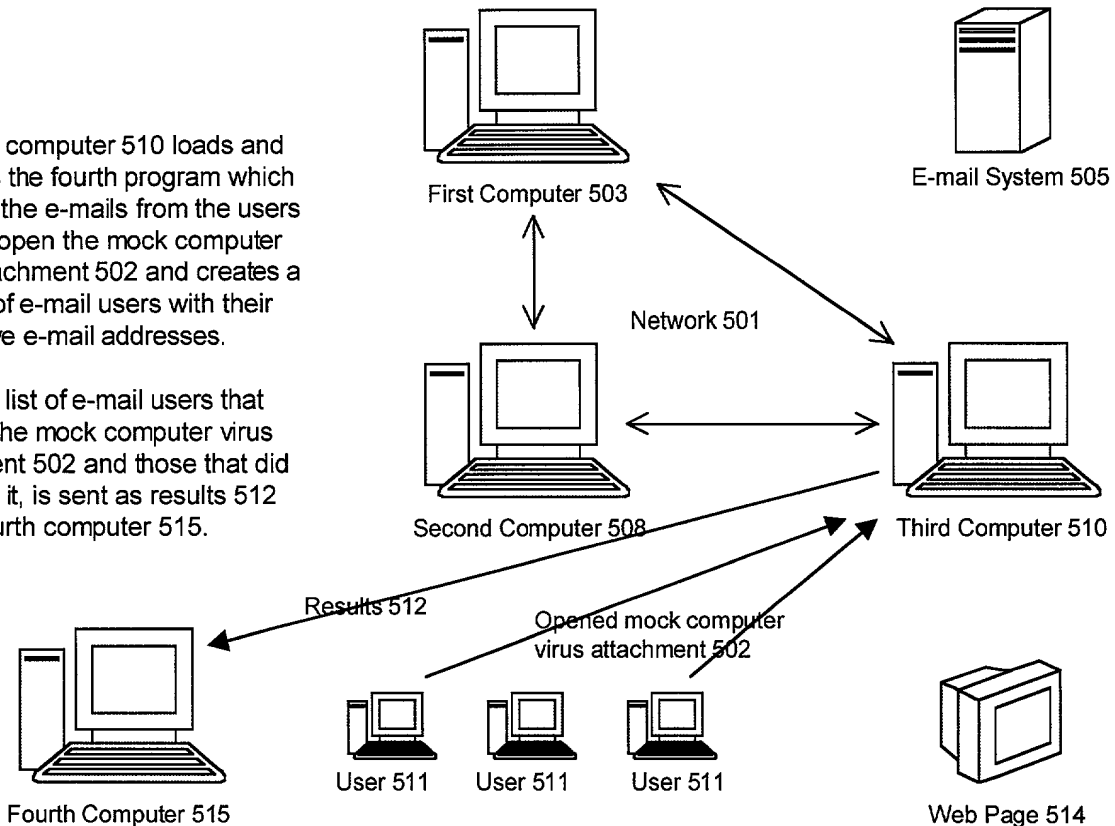 computer 510 loads and
the fourth program which
the e-mails from the users
open the mock computer
achment 502 and creates a
of e-mail users with their
e e-mail addresses.
list of e-mail users that
he mock computer virus
ent 502 and those that did
it, is sent as results 512
urth computer 515.
First Computer 503
E-mail System 505
Network 501
Second Computer 508
Third Computer 510
Results 512
Opened mock computer
virus attachment 502
User 511
User 511
User 511
Fourth Computer 515
Web Page 514